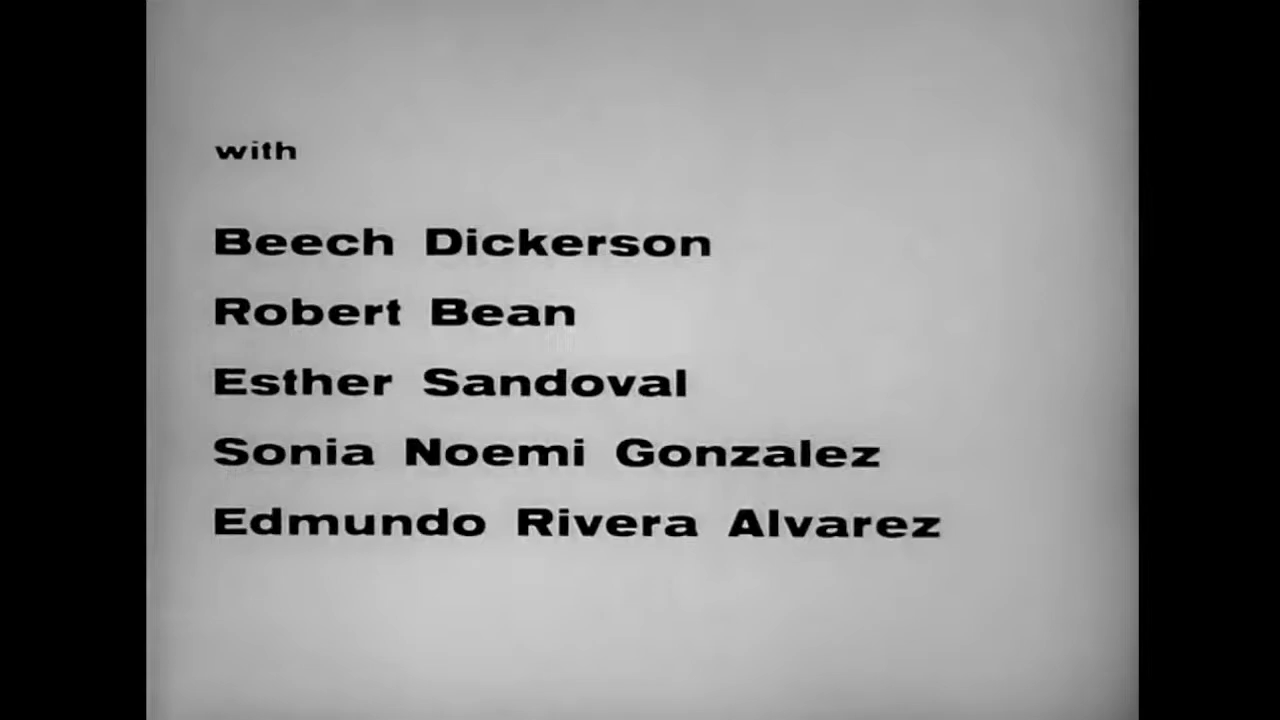 with
Beech Dickerson
Robert Bean
Esther Sandoval
Sonia Noemi Gonzalez
Edmundo Rivera Alvarez